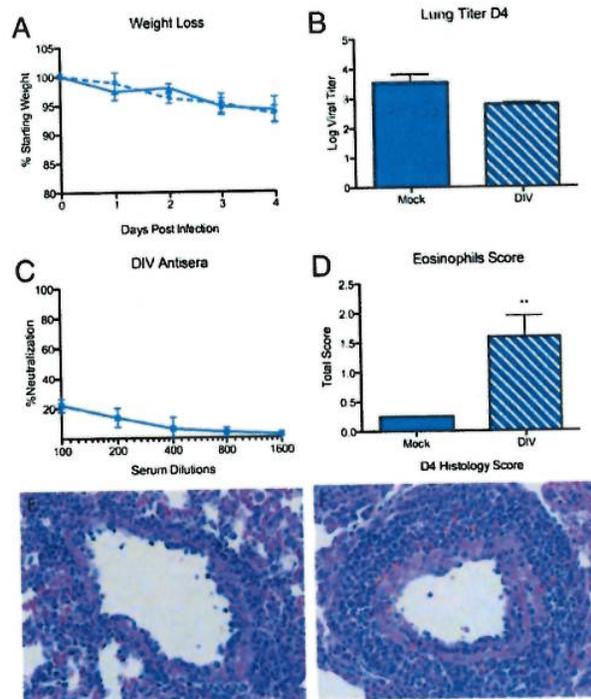 A
Weight Loss
% Starting Weight
100
95
90
85
80
0
1
2
3
4
Days Post Infection
B
Lung Titer D4
Log Viral Titer
5
4
3
2
1
0
Mock
DIV
C
DIV Antisera
%Neutralization
100
80
60
40
20
100
200
400
800
1600
Serum Dilutions
D
Eosinophils Score
Total Score
2.5
2.0
1.5
1.0
0.5
0.0
**
Mock
DIV
D4 Histology Score
E